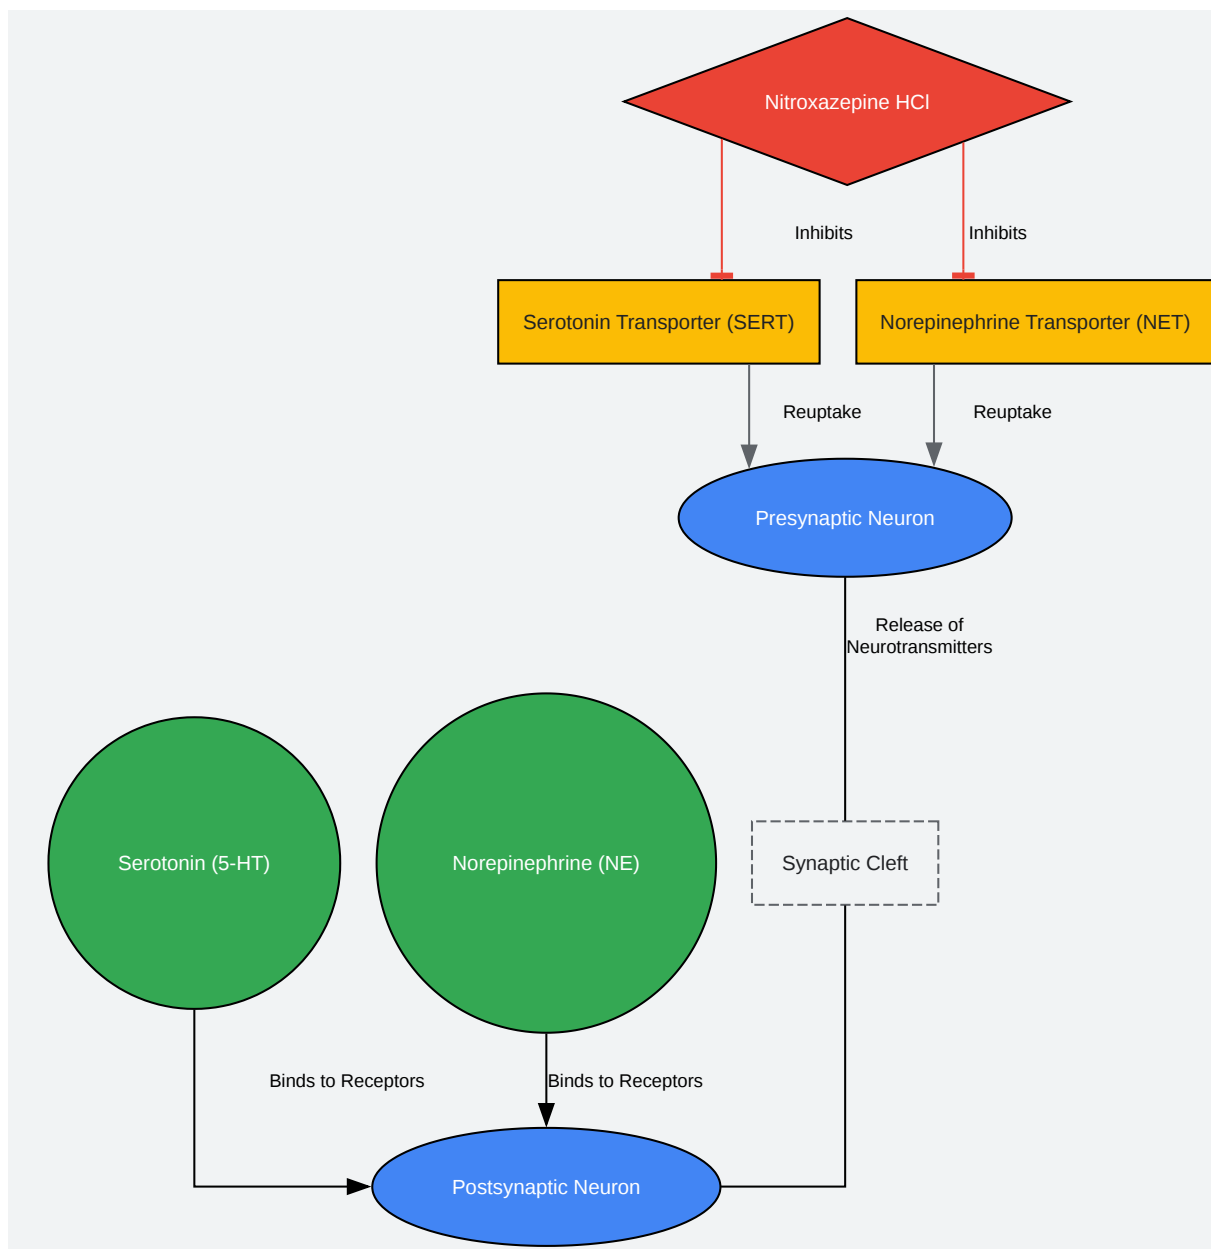 Nitroxazepine HCl
Inhibits
Inhibits
Serotonin Transporter (SERT)
Norepinephrine Transporter (NET)
Reuptake
Reuptake
Presynaptic Neuron
Release of
Neurotransmitters
Serotonin (5-HT)
Norepinephrine (NE)
Synaptic Cleft
Binds to Receptors
Binds to Receptors
Postsynaptic Neuron